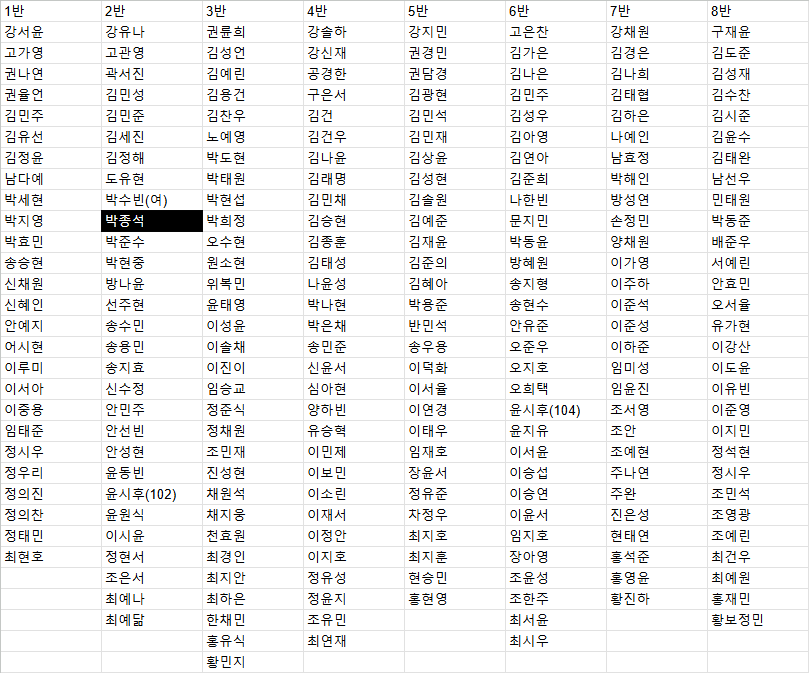 1반 2반 3반 4반 5반 6반 7반 8반
강서윤 강유나 권륜희 강솔하 강지민 고은찬 강채원 구재윤
고가영 고관영 김성언 강신재 권경민 김가은 김경은 김도준
권나연 곽서진 김예린 공경한 권담경 김나은 김나희 김성재
권율언 김민성 김용건 구은서 김광현 김민주 김태협 김수찬
김민주 김민준 김찬우 김건 김민석 김성우 김하은 김시준
김유선 김세진 노예영 김건우 김민재 김아영 나예인 김윤수
김정윤 김정해 박도현 김나윤 김상윤 김연아 남효정 김태완
남다예 도유현 박태원 김래명 김성현 김준희 박해인 남선우
박세현 박수빈(여) 박현섭 김민채 김솔원 나한빈 방성연 민태원
박지영 박종석 박희정 김승현 김예준 문지민 손정민 박동준
박효민 박준수 오수현 김종훈 김재윤 박동윤 양채원 배준우
송승현 박현중 원소현 김태성 김준의 방혜원 이가영 서예린
신채원 방나윤 위복민 나윤성 김혜아 송지형 이주하 안효민
신혜인 선주현 윤태영 박나현 박용준 송현수 이준석 오서율
안예지 송수민 이성윤 박은채 반민석 안유준 이준성 유가현
어시현 송용민 이솔채 송민준 송우용 오준우 이하준 이강산
이루미 송지효 이진이 신윤서 이덕화 오지호 임미성 이도윤
이서아 신수정 임승교 심아현 이서율 오희택 임윤진 이유빈
이중용 안민주 정준식 양하빈 이연경 윤시후(104) 조서영 이준영
임태준 안선빈 정채원 유승혁 이태우 윤지유 조안 이지민
정시우 안성현 조민재 이민제 임재호 이서윤 조예현 정석현
정우리 윤동빈 진성현 이보민 장윤서 이승섭 주나연 정시우
정의진 윤시후(102) 채원석 이소린 정유준 이승연 주완 조민석
정의찬 윤원식 채지웅 이재서 차정우 이윤서 진은성 조영광
정태민 이시윤 천효원 이정안 최지호 임지호 현태연 조예린
최현호 정현서 최경인 이지호 최지훈 장아영 홍석준 최건우
조은서 최지안 정유성 현승민 조윤성 홍영윤 최예원
최예나 최하은 정윤지 홍현영 조한주 황진하 홍재민
최예닮 한채민 조유민 최서윤 황보정민
홍유식 최연재 최시우
황민지